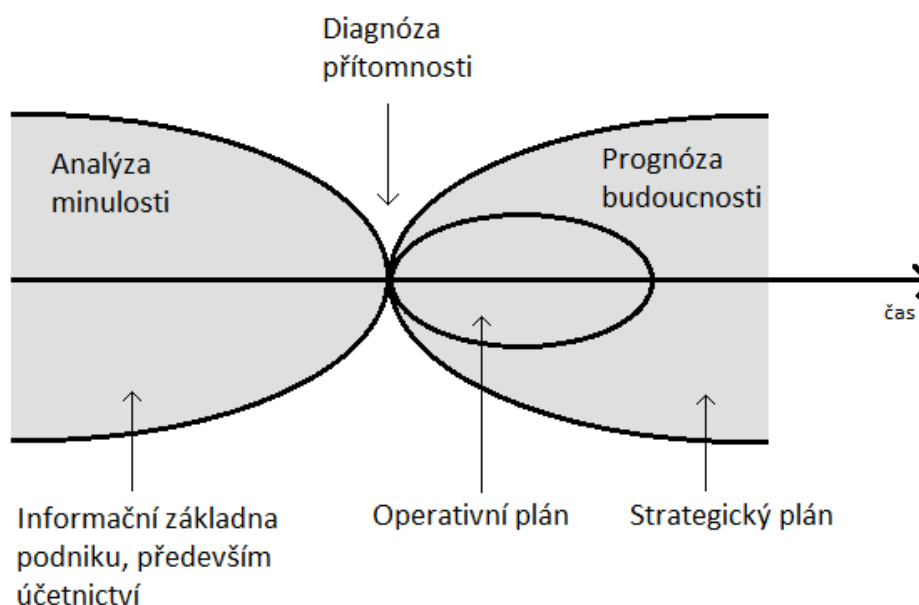 Diagnóza
přítomnosti
Analýza
minulosti
Prognóza
budoucnosti
čas
Informační základna
podniku, především
účetnictví
Operativní plán
Strategický plán